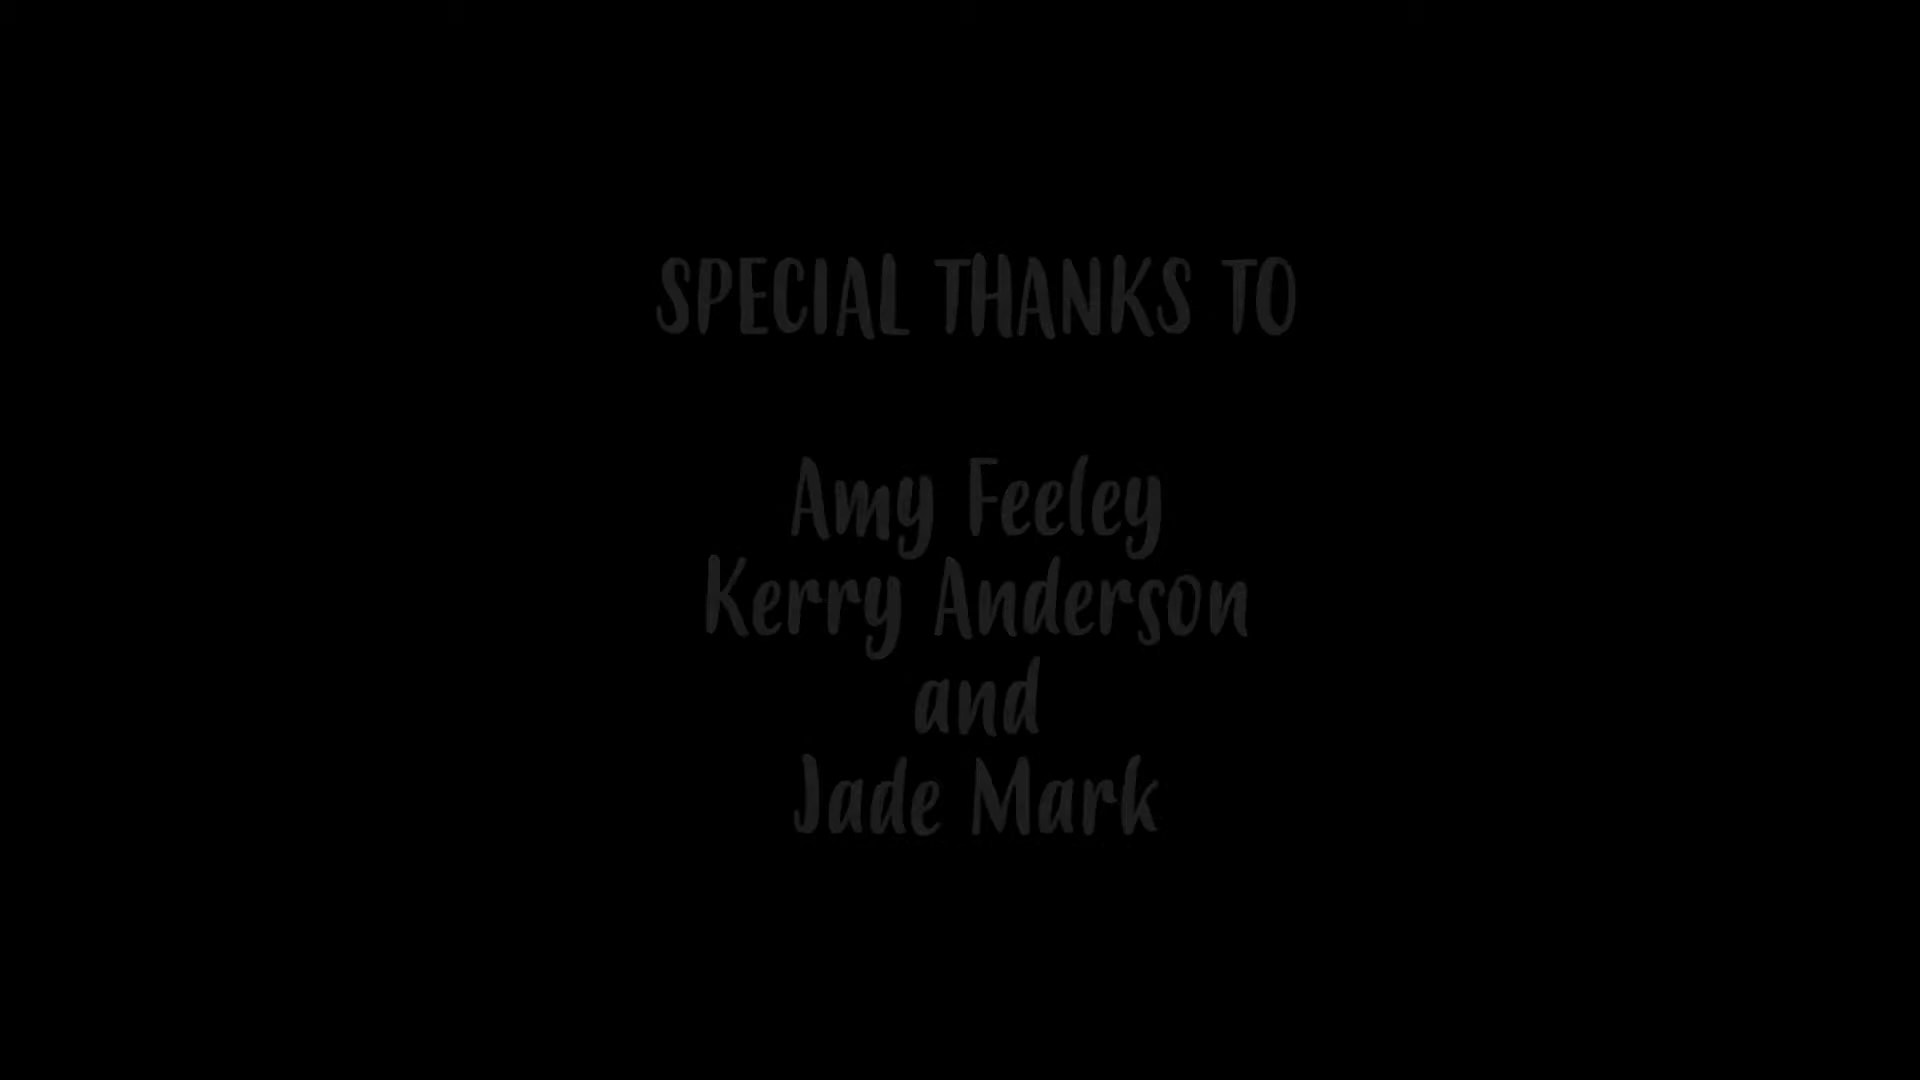 SPECIAL THANKS TO
Amy Feeley
Kerry Anderson
and
Jade Mark